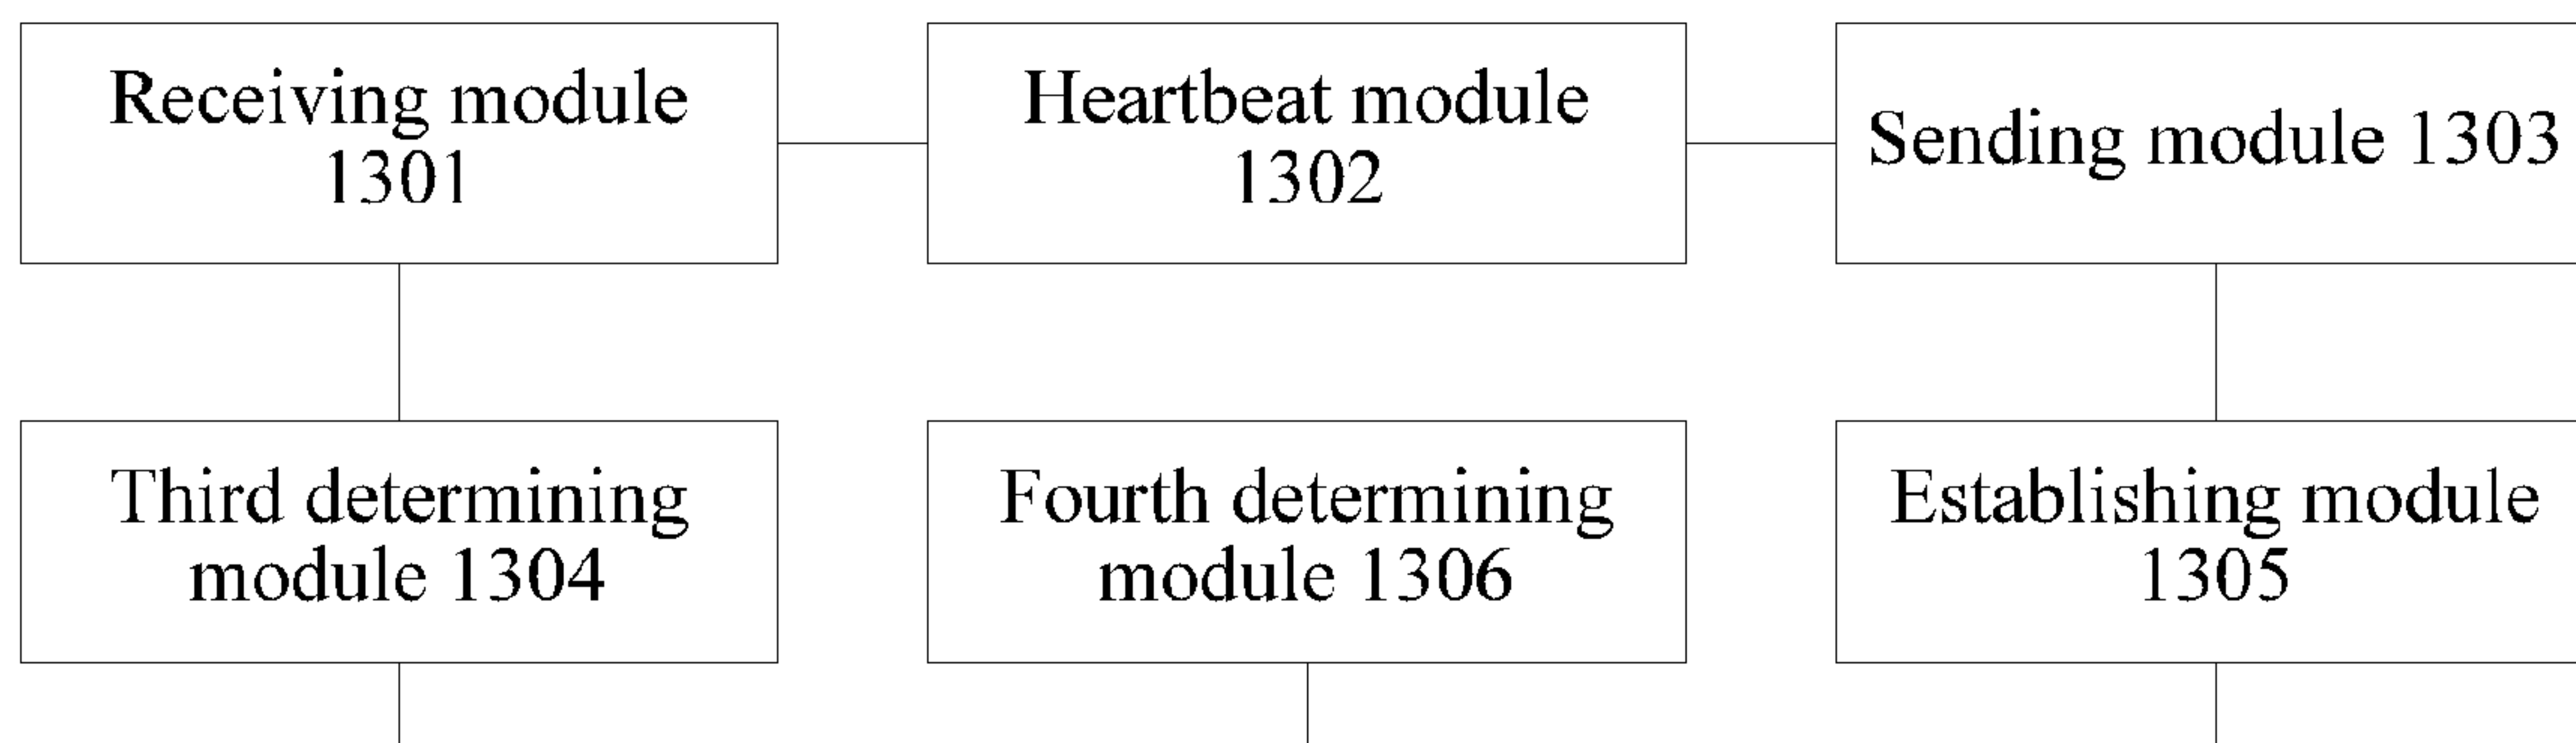 Receiving module
1301
Heartbeat module
1302
Sending module 1303
Third determining
module 1304
Fourth determining
module 1306
Establishing module
1305